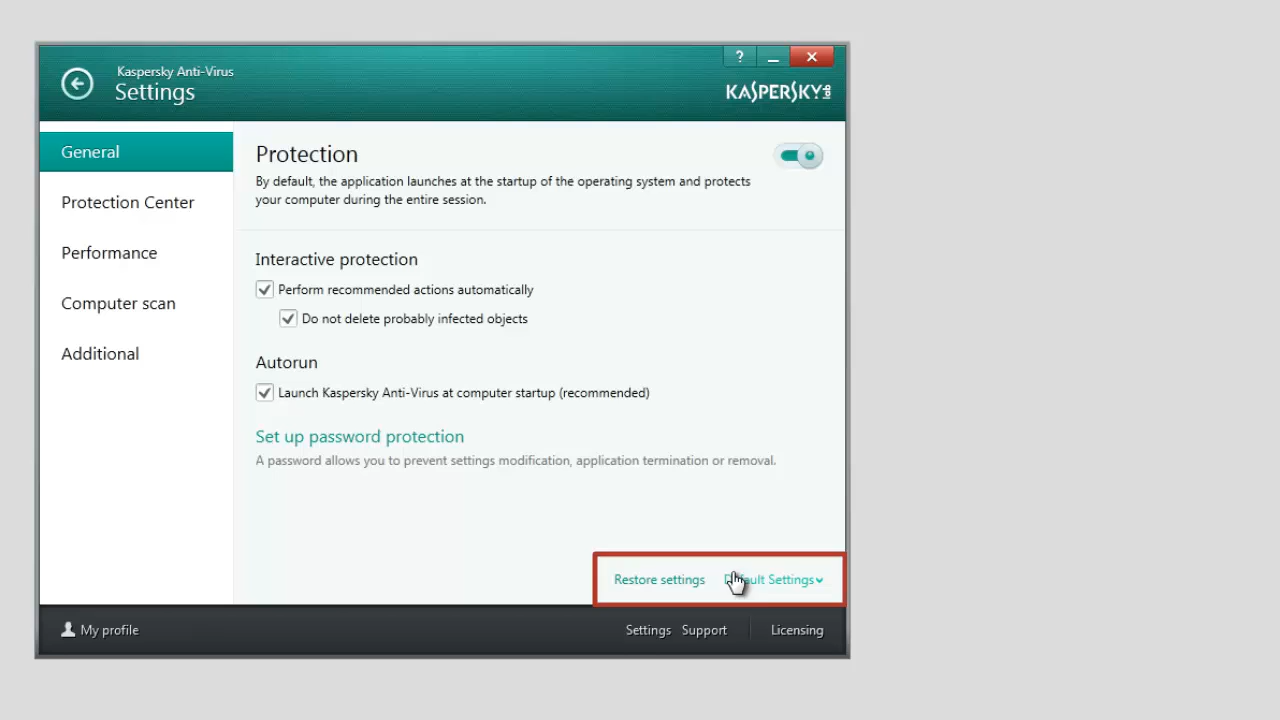 Kaspersky Anti-Virus
Settings
?
KASPERSKY LAB
General
Protection Center
Performance
Computer scan
Additional
Protection
By default, the application launches at the startup of the operating system and protects
your computer during the entire session.
Interactive protection
Perform recommended actions automatically
Do not delete probably infected objects
Autorun
Launch Kaspersky Anti-Virus at computer startup (recommended)
Set up password protection
A password allows you to prevent settings modification, application termination or removal.
Restore settings Default Settings
My profile Settings Support Licensing